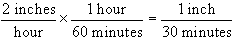 2 inches/hour × 1 hour/60 minutes = 1 inch/30 minutes